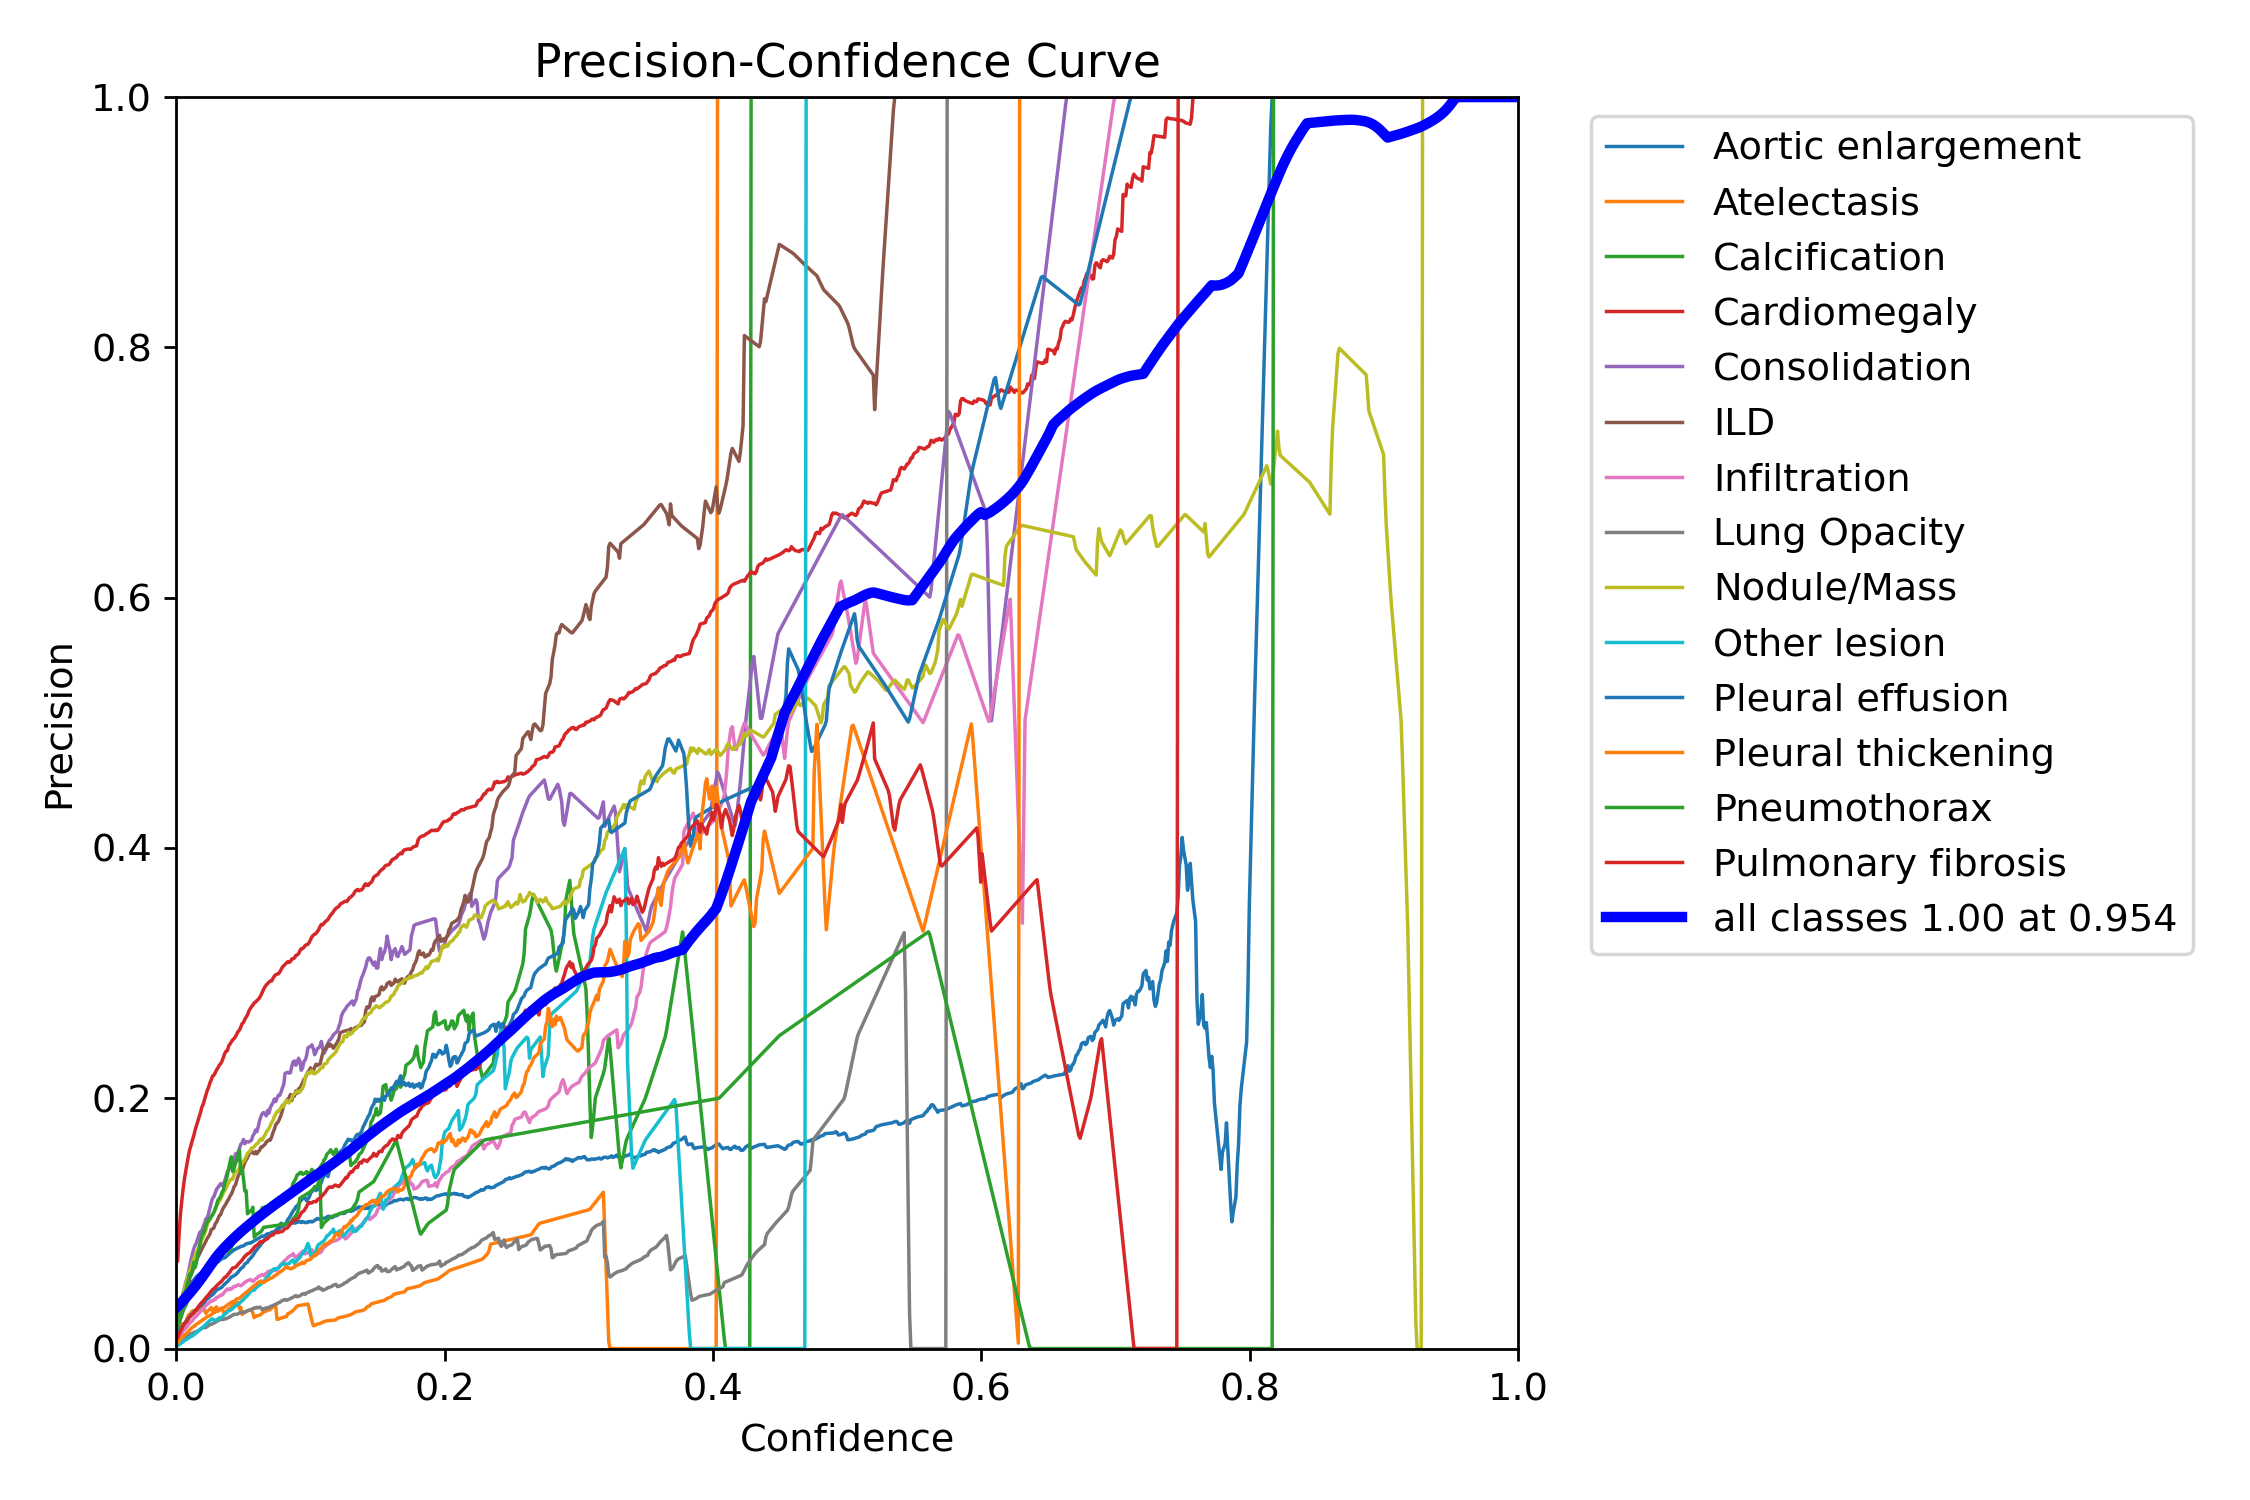 Precision-Confidence Curve
1.0
0.8
0.6
0.4
0.2
0.0
Precision
0.0 0.2 0.4 0.6 0.8 1.0
Confidence
Aortic enlargement
Atelectasis
Calcification
Cardiomegaly
Consolidation
ILD
Infiltration
Lung Opacity
Nodule/Mass
Other lesion
Pleural effusion
Pleural thickening
Pneumothorax
Pulmonary fibrosis
all classes 1.00 at 0.954